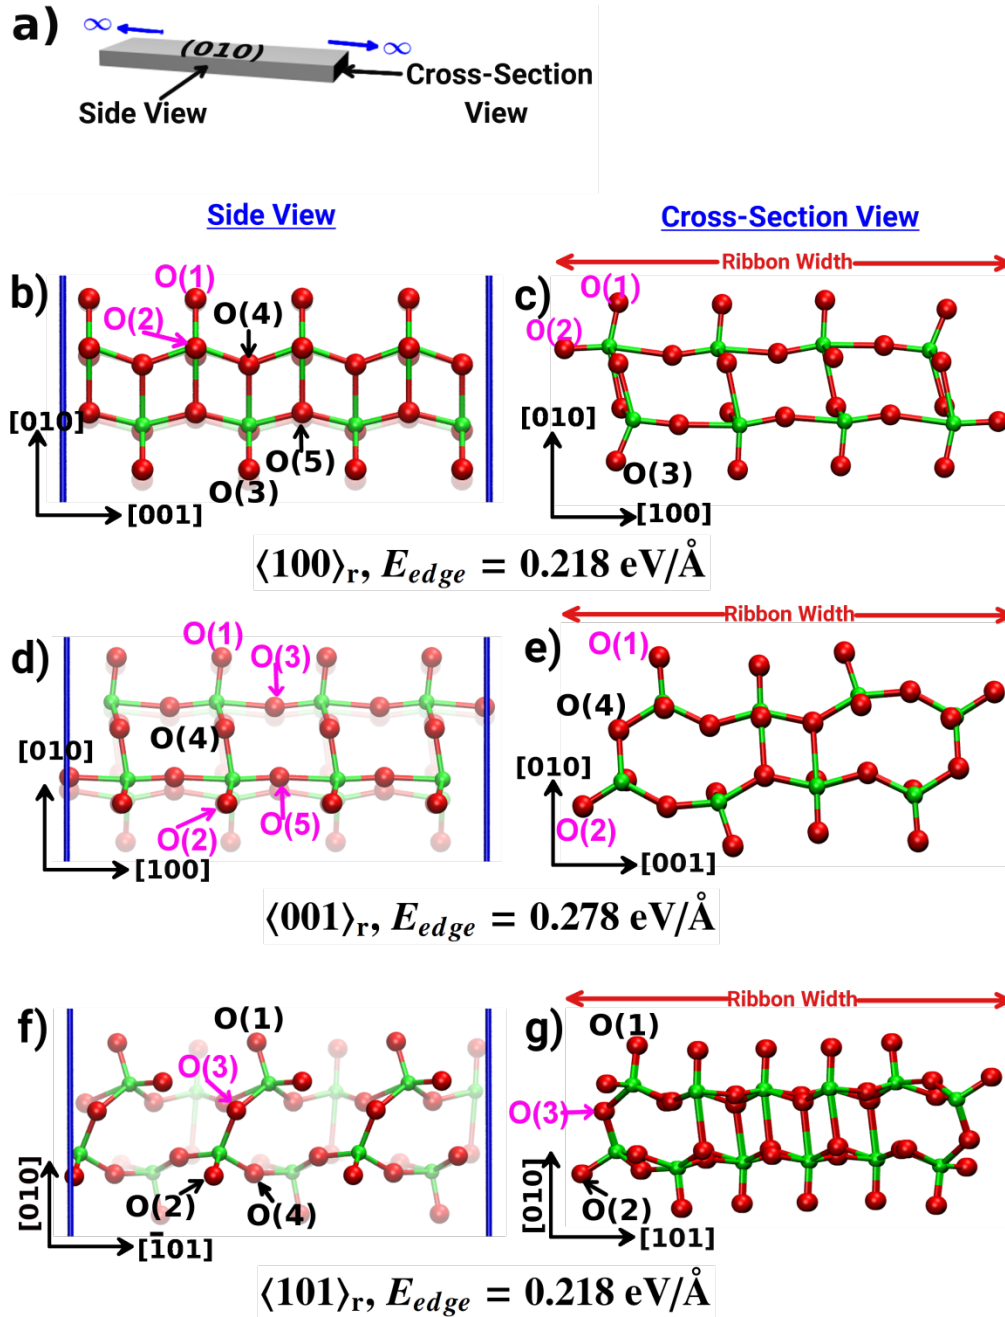 a)
∞
∞
(010)
Side View
Cross-Section
View
Side View
Cross-Section View
b)
O(1)
O(2)
O(4)
[010]
O(5)
O(3)
[001]
c)
Ribbon Width
O(1)
O(2)
[010]
O(3)
[100]
⟨100⟩r, Eedge = 0.218 eV/Å
d)
O(1)
O(3)
O(4)
[010]
O(2)
O(5)
[100]
e)
Ribbon Width
O(1)
O(4)
[010]
O(2)
[001]
⟨001⟩r, Eedge = 0.278 eV/Å
f)
O(1)
O(3)
[010]
O(2)
O(4)
[1̄01]
g)
Ribbon Width
O(1)
O(3)
[010]
O(2)
[101]
⟨101⟩r, Eedge = 0.218 eV/Å